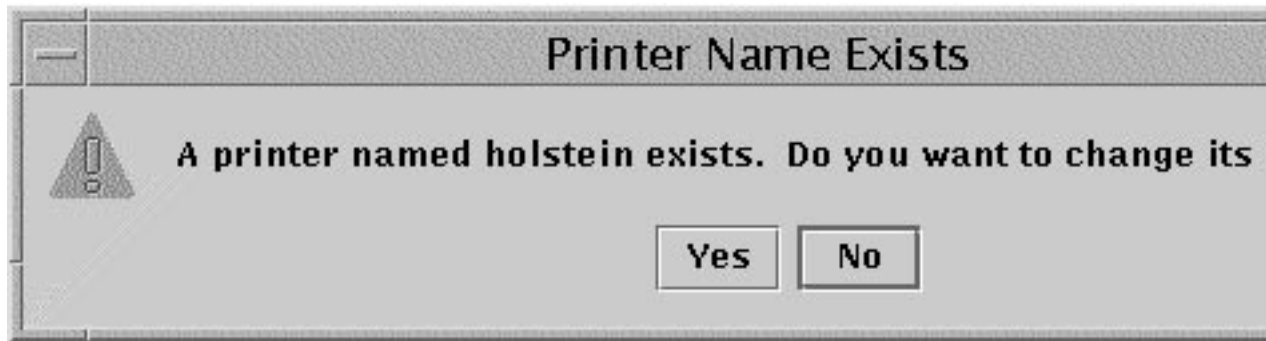 Printer Name Exists
A printer named holstein exists. Do you want to change its
Yes No